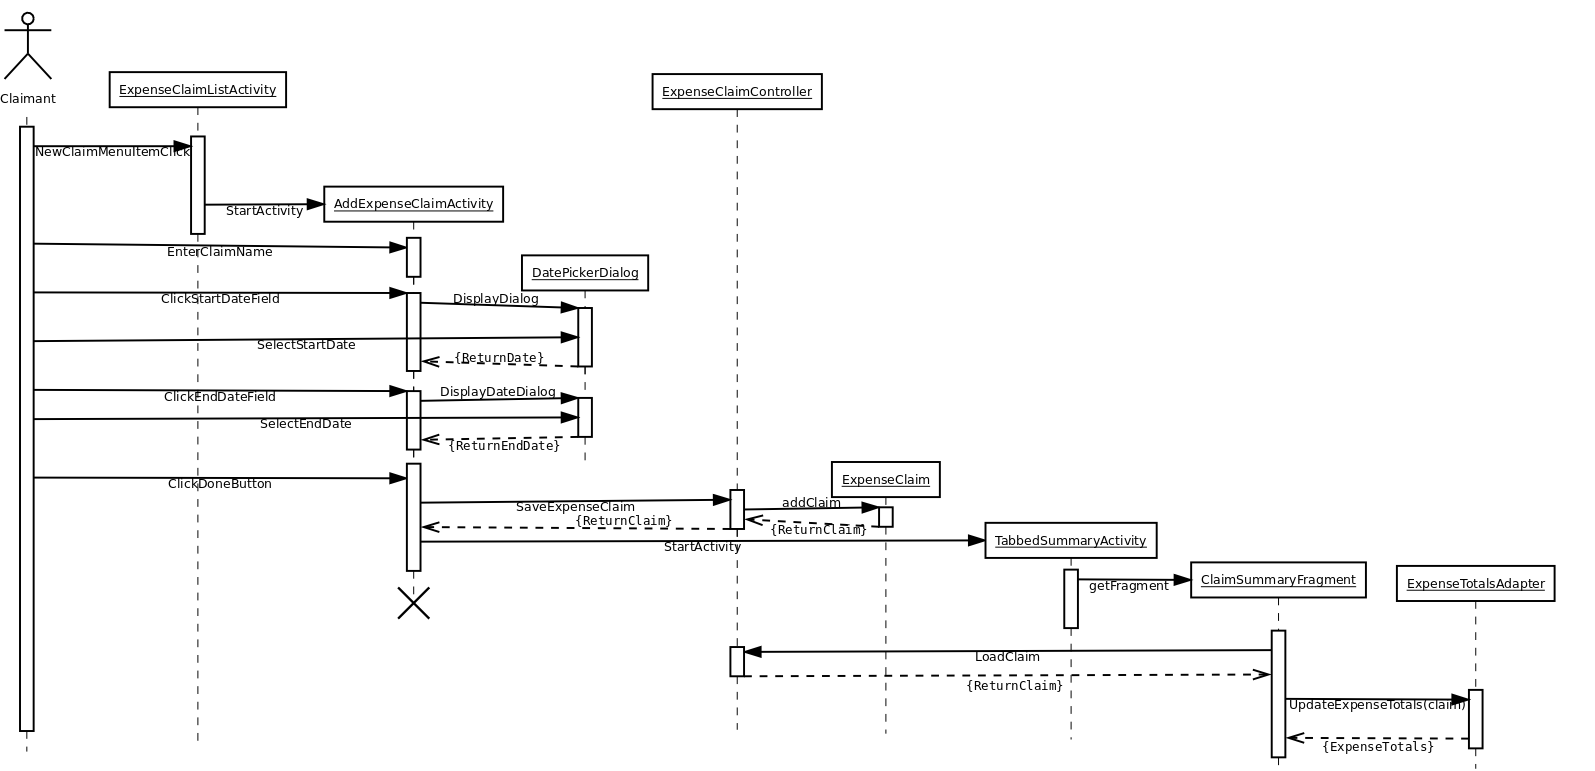 Claimant
ExpenseClaimListActivity
ExpenseClaimController
NewClaimMenuItemClick
StartActivity
AddExpenseClaimActivity
EnterClaimName
DatePickerDialog
ClickStartDateField
DisplayDialog
SelectStartDate
{ReturnDate}
ClickEndDateField
DisplayDateDialog
SelectEndDate
{ReturnEndDate}
ClickDoneButton
ExpenseClaim
SaveExpenseClaim
addClaim
{ReturnClaim}
{ReturnClaim}
StartActivity
TabbedSummaryActivity
getFragment
ClaimSummaryFragment
ExpenseTotalsAdapter
LoadClaim
{ReturnClaim}
UpdateExpenseTotals(claim)
{ExpenseTotals}